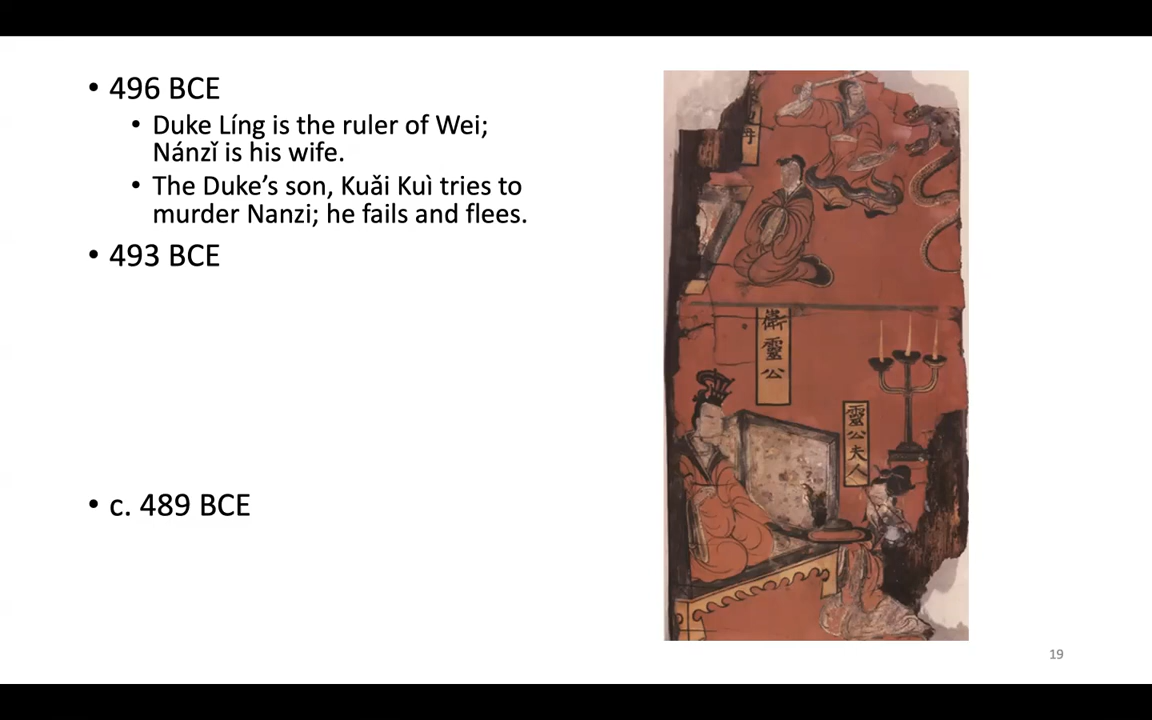 • 496 BCE
• Duke Líng is the ruler of Wei;
Nánzǐ is his wife.
• The Duke’s son, Kuǎi Kuì tries to
murder Nanzi; he fails and flees.
• 493 BCE
• c. 489 BCE
母
衛靈公
靈公夫人
19